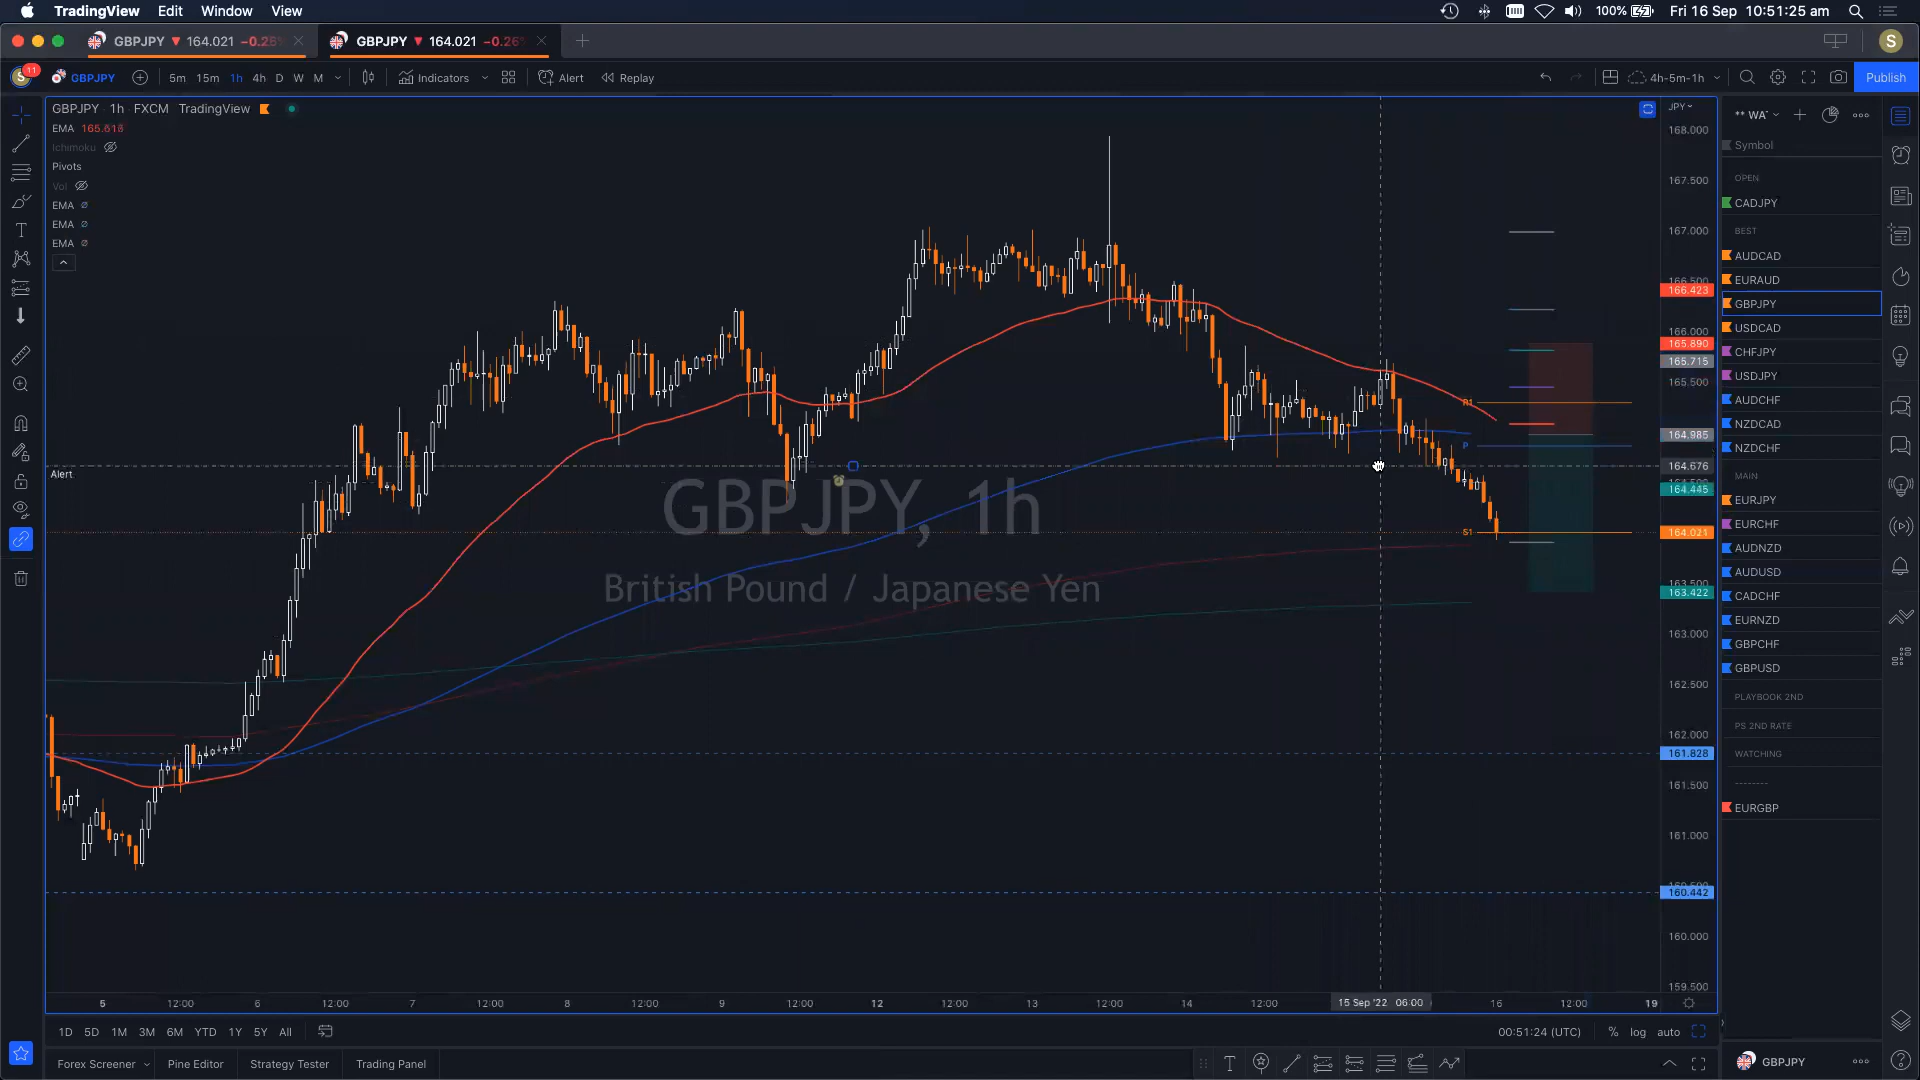 TradingView Edit Window View 100% Fri 16 Sep 10:51:25 am
GBPJPY 164.021 GBPJPY 164.021 S
11 GBPJPY 5m 15m 1h 4h D W M Indicators Alert Replay 4h-5m-1h Publish
GBPJPY 1h FXCM TradingView JPY
EMA 165.618
Ichimoku
Pivots
Vol
EMA
EMA
EMA
Alert
GBPJPY, 1h
British Pound / Japanese Yen
R1
P
S1
168.000
167.500
167.000
166.423
166.000
165.890
165.715
165.500
164.985
164.676
164.445
164.021
163.422
163.000
162.500
162.000
161.828
161.500
161.000
160.442
160.000
159.500
5 12:00 6 12:00 7 12:00 8 12:00 9 12:00 12 12:00 13 12:00 14 12:00 15 Sep '22 06:00 16 12:00 19
1D 5D 1M 3M 6M YTD 1Y 5Y All 00:51:24 (UTC) % log auto
Forex Screener Pine Editor Strategy Tester Trading Panel
** WA
Symbol
OPEN
CADJPY
BEST
AUDCAD
EURAUD
GBPJPY
USDCAD
CHFJPY
USDJPY
AUDCHF
NZDCAD
NZDCHF
MAIN
EURJPY
EURCHF
AUDNZD
AUDUSD
CADCHF
EURNZD
GBPCHF
GBPUSD
PLAYBOOK 2ND
PS 2ND RATE
WATCHING
--------
EURGBP
GBPJPY